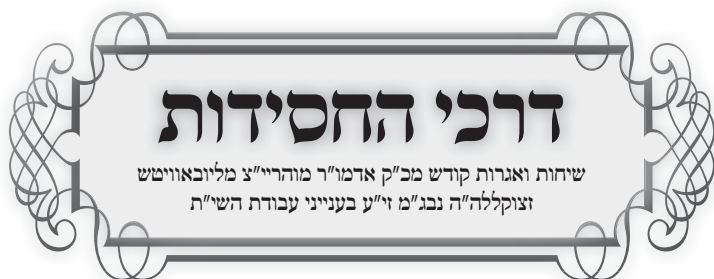 דרכי החסידות
שיחות ואגרות קודש מכ"ק אדמו"ר מוהריי"צ מליובאוויטש
זצוקללה"ה נבג"מ זי"ע בענייני עבודת השי"ת